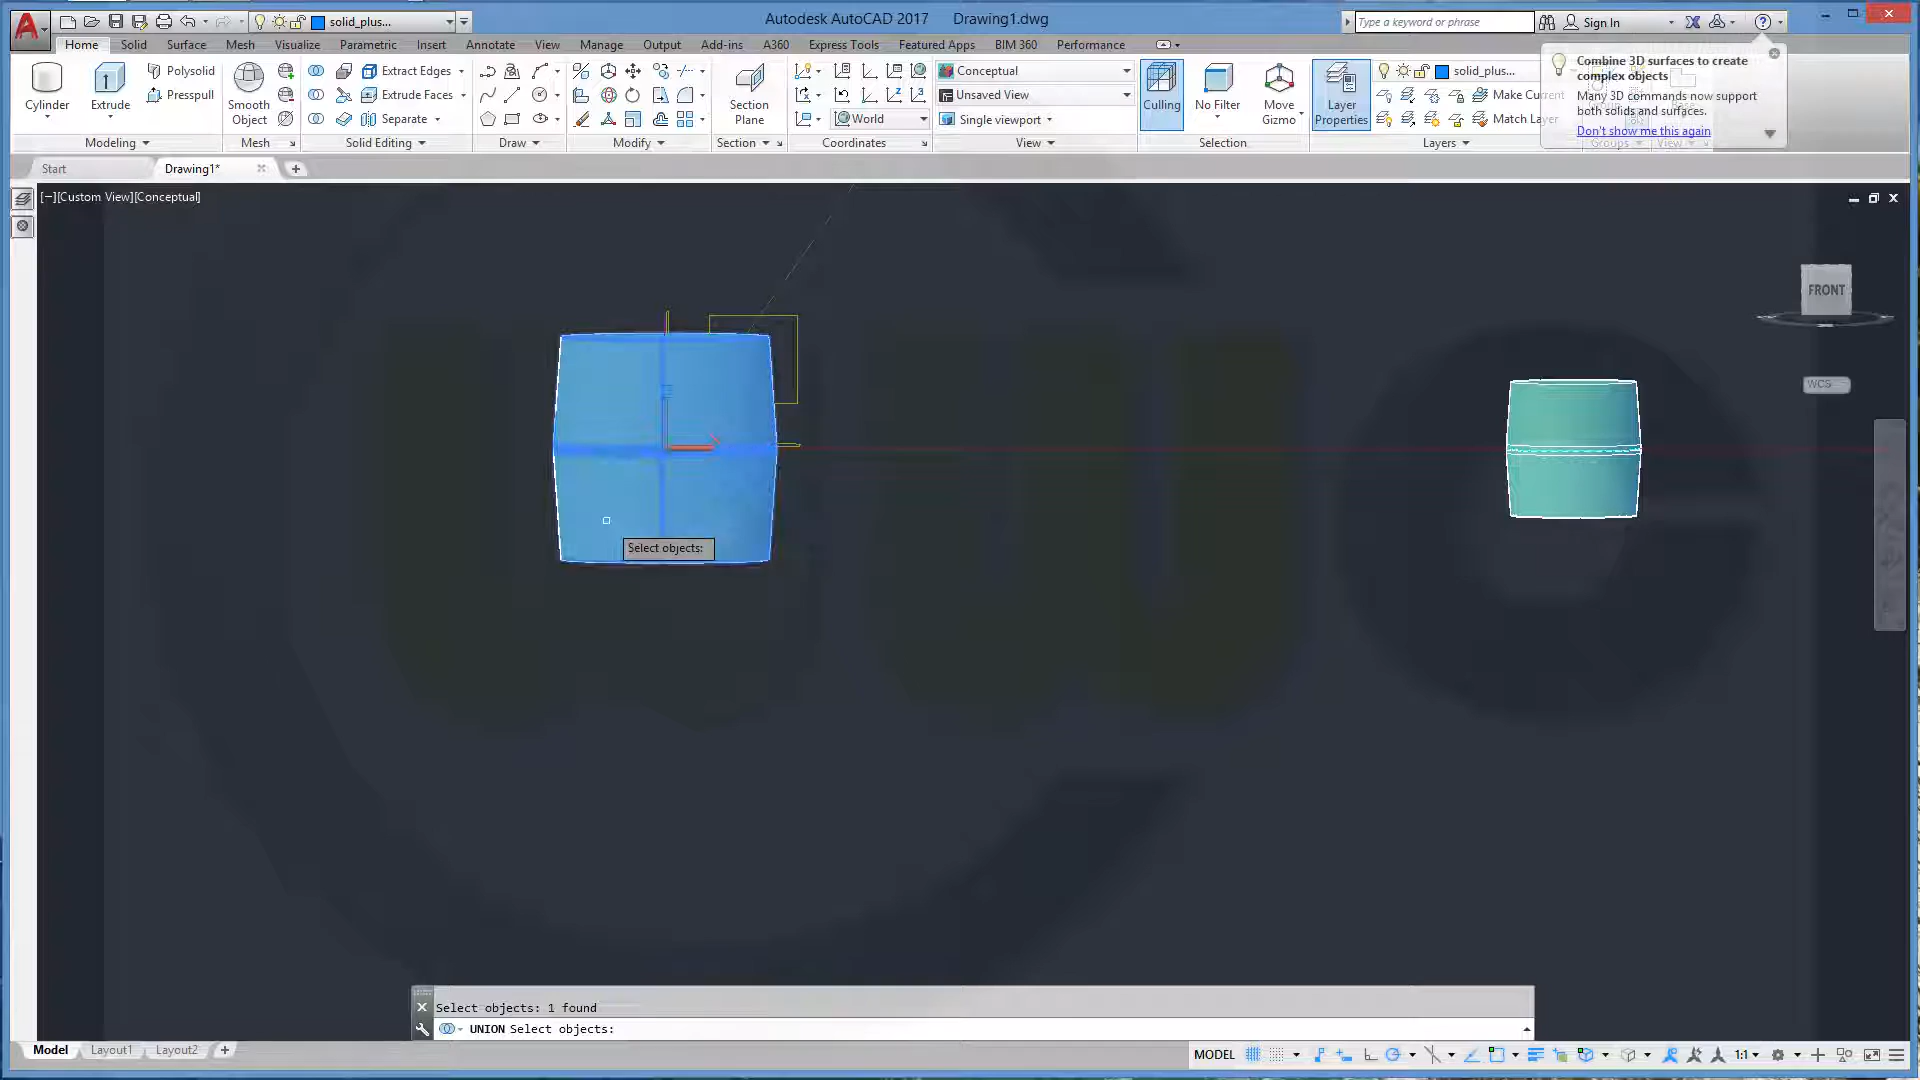 solid_plus...
Autodesk AutoCAD 2017 Drawing1.dwg
Type a keyword or phrase
Sign In
Home Solid Surface Mesh Visualize Parametric Insert Annotate View Manage Output Add-ins A360 Express Tools Featured Apps BIM 360 Performance
Cylinder
Extrude
Polysolid
Presspull
Smooth
Object
Extract Edges
Extrude Faces
Separate
Section
Plane
World
Conceptual
Unsaved View
Single viewport
Culling
No Filter
Move
Gizmo
Layer
Properties
solid_plus...
Make Current
Match Layer
Combine 3D surfaces to create
complex objects
Many 3D commands now support
both solids and surfaces.
Don't show me this again
Modeling
Mesh
Solid Editing
Draw
Modify
Section
Coordinates
View
Selection
Layers
Groups
View
Start
Drawing1*
[−][Custom View][Conceptual]
FRONT
WCS
Select objects:
Select objects: 1 found
UNION Select objects:
Model Layout1 Layout2
MODEL
1:1